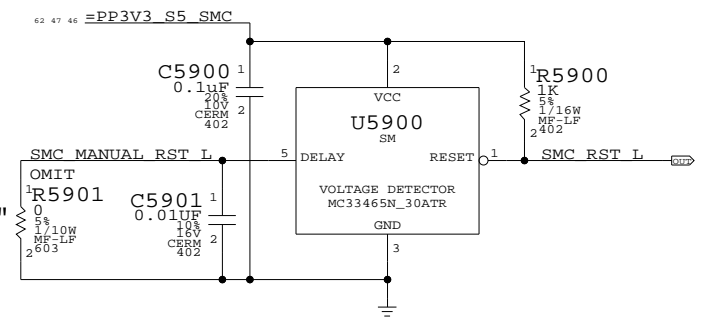 62 47 46 =PP3V3_S5_SMC
C5900 1
0.1uF
20%
10V
CERM 2
402
2
VCC
U5900
SM
1 R5900
1K
5%
1/16W
MF-LF
2 402
SMC_MANUAL_RST_L
5 DELAY
RESET 1
SMC_RST_L
OUT
OMIT
1 R5901
0
5%
1/10W
MF-LF
2 603
"
C5901 1
0.01UF
10%
16V
CERM 2
402
VOLTAGE DETECTOR
MC33465N_30ATR
GND
3